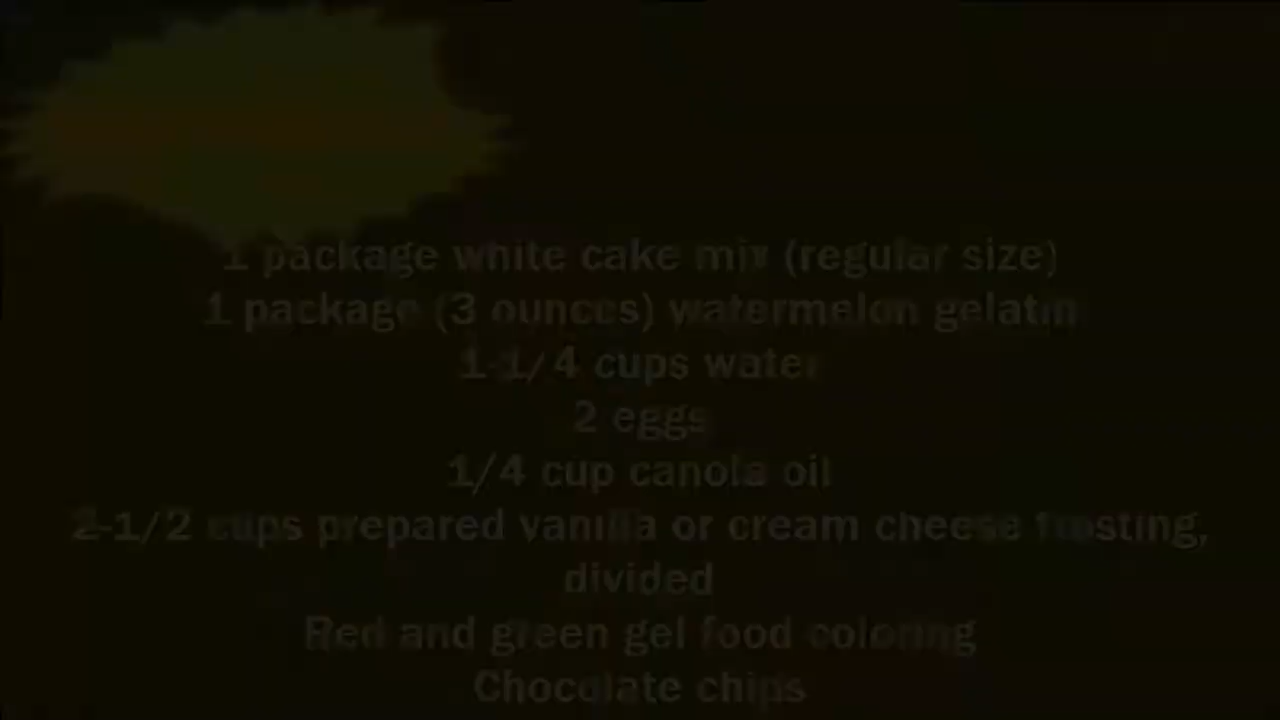 1 package white cake mix (regular size)
1 package (3 ounces) watermelon gelatin
1-1/4 cups water
2 eggs
1/4 cup canola oil
2-1/2 cups prepared vanilla or cream cheese frosting,
divided
Red and green gel food coloring
Chocolate chips